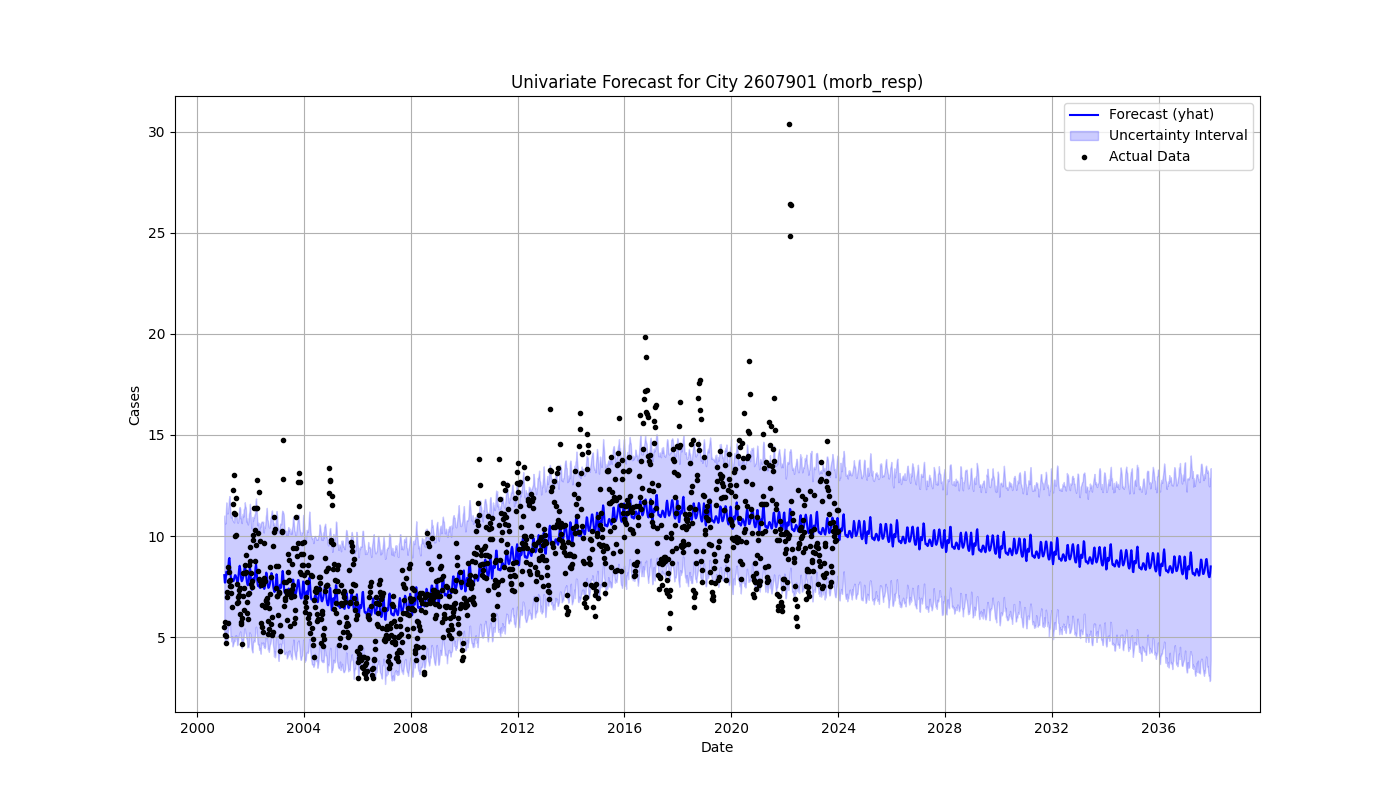 Univariate Forecast for City 2607901 (morb_resp)
Forecast (yhat)
Uncertainty Interval
Actual Data
Cases
30
25
20
15
10
5
2000 2004 2008 2012 2016 2020 2024 2028 2032 2036
Date